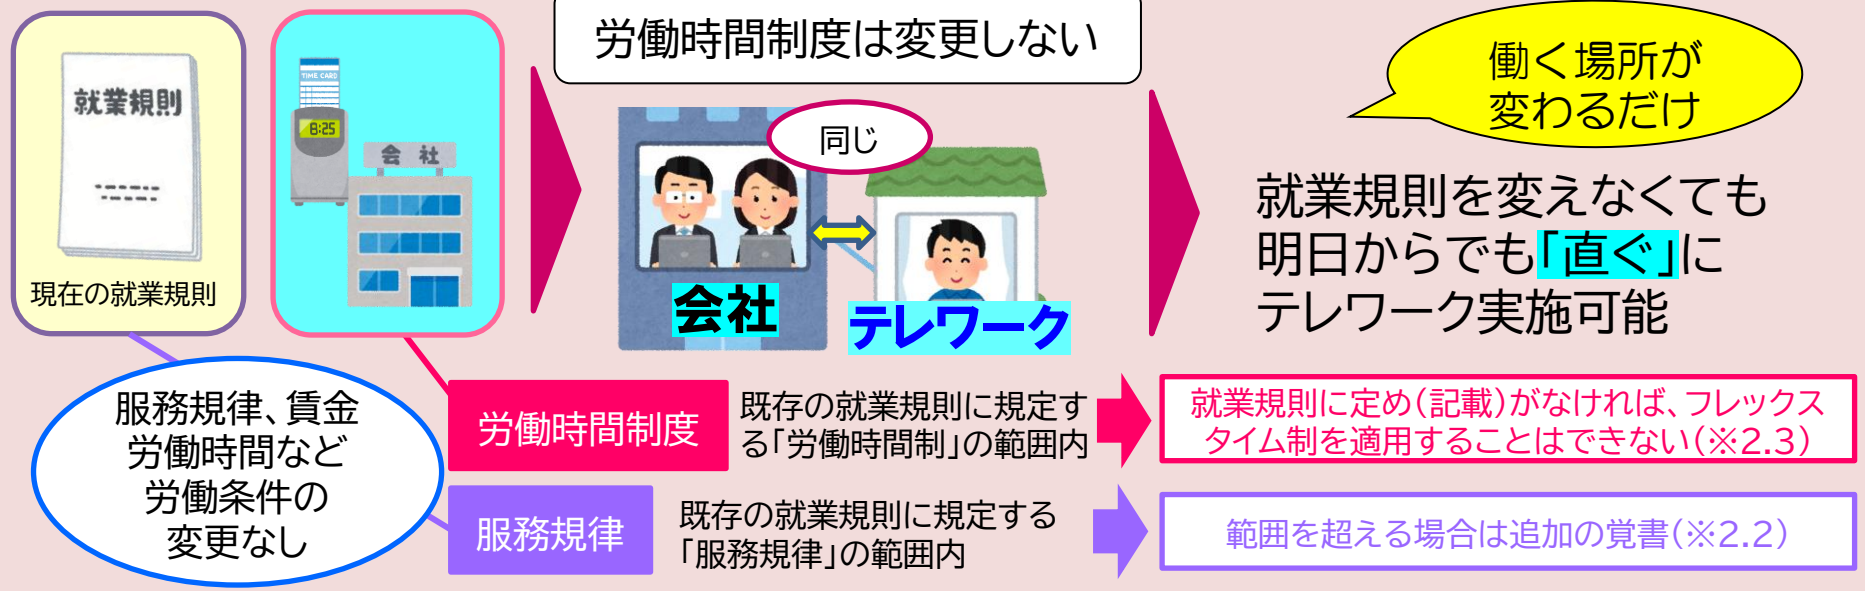 就業規則
現在の就業規則
TIME CARD
8:25
会 社
労働時間制度は変更しない
同じ
会社
テレワーク
働く場所が
変わるだけ
就業規則を変えなくても
明日からでも「直ぐ」に
テレワーク実施可能
服務規律、賃金
労働時間など
労働条件の
変更なし
労働時間制度
既存の就業規則に規定す
る「労働時間制」の範囲内
就業規則に定め(記載)がなければ、フレックス
タイム制を適用することはできない(※2.3)
服務規律
既存の就業規則に規定する
「服務規律」の範囲内
範囲を超える場合は追加の覚書(※2.2)